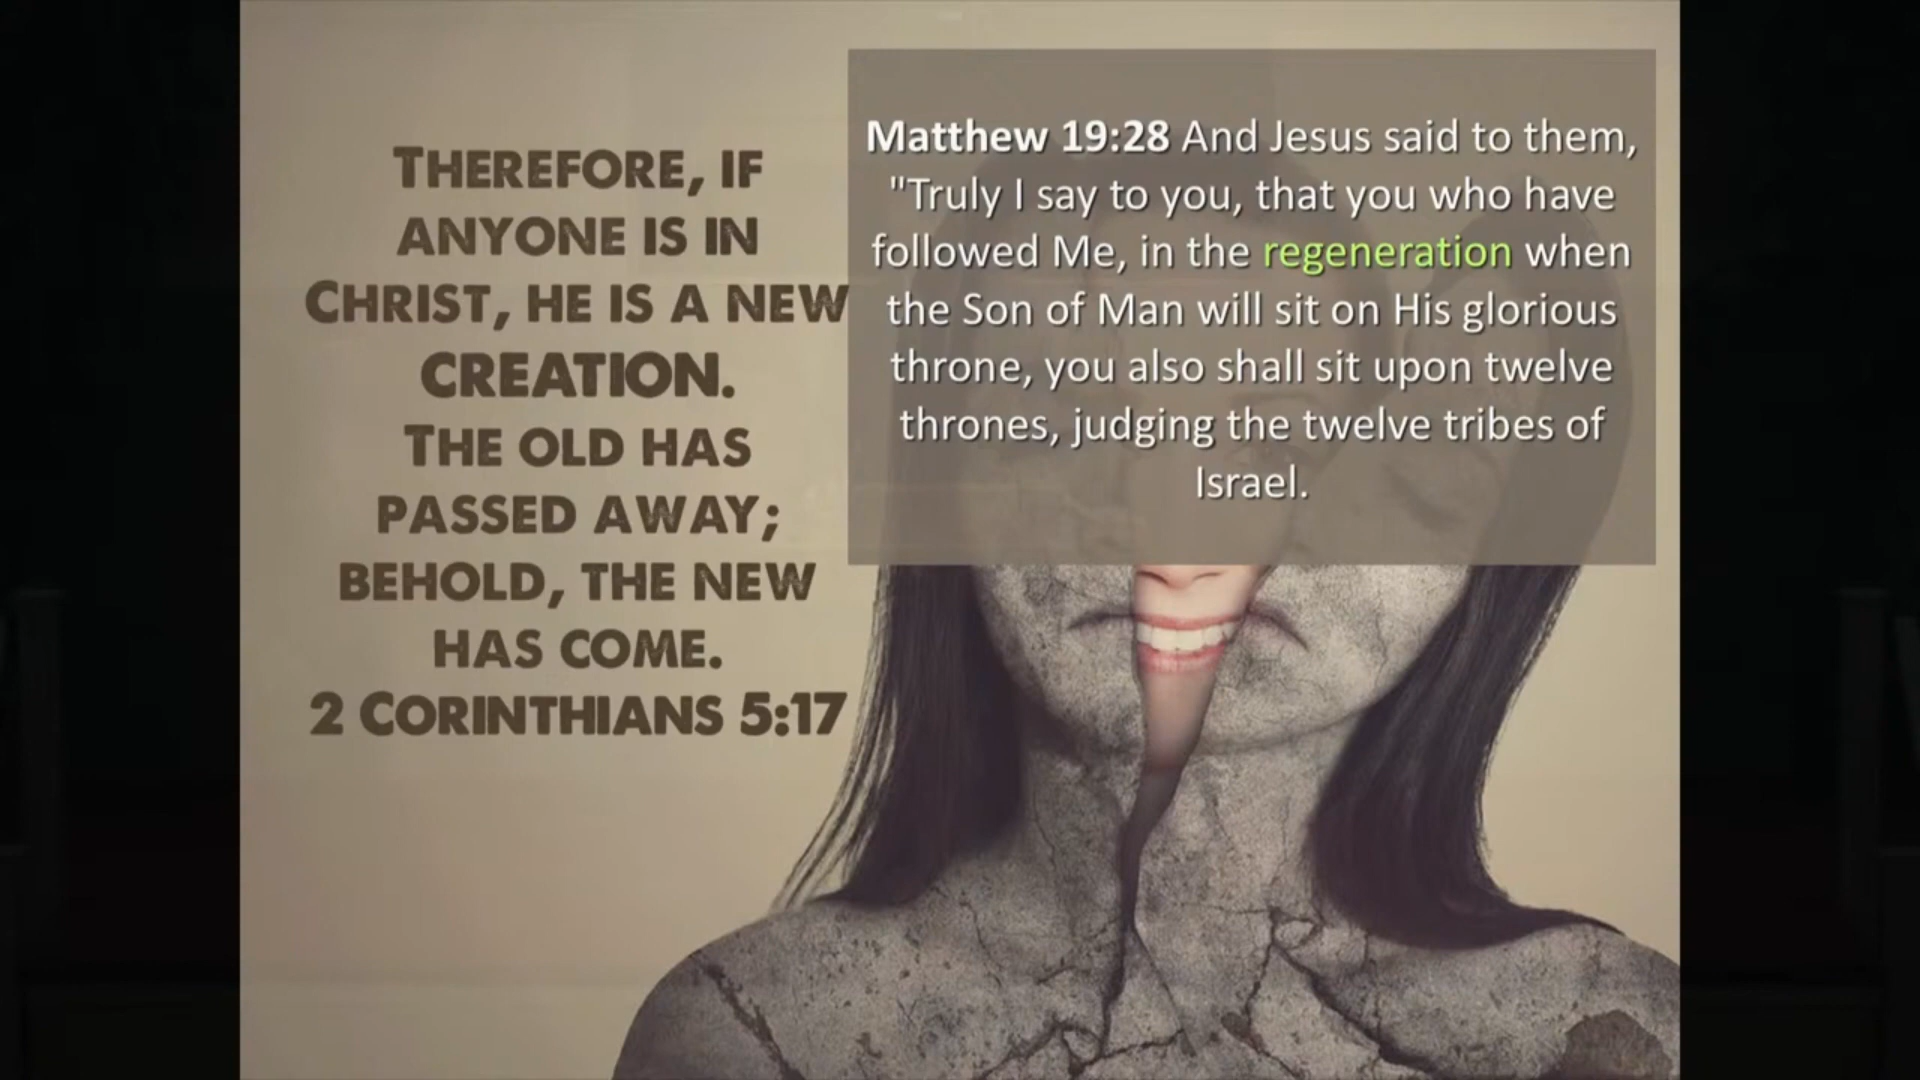 THEREFORE, IF
ANYONE IS IN
CHRIST, HE IS A NEW
CREATION.
THE OLD HAS
PASSED AWAY;
BEHOLD, THE NEW
HAS COME.
2 CORINTHIANS 5:17
Matthew 19:28 And Jesus said to them,
"Truly I say to you, that you who have
followed Me, in the regeneration when
the Son of Man will sit on His glorious
throne, you also shall sit upon twelve
thrones, judging the twelve tribes of
Israel.